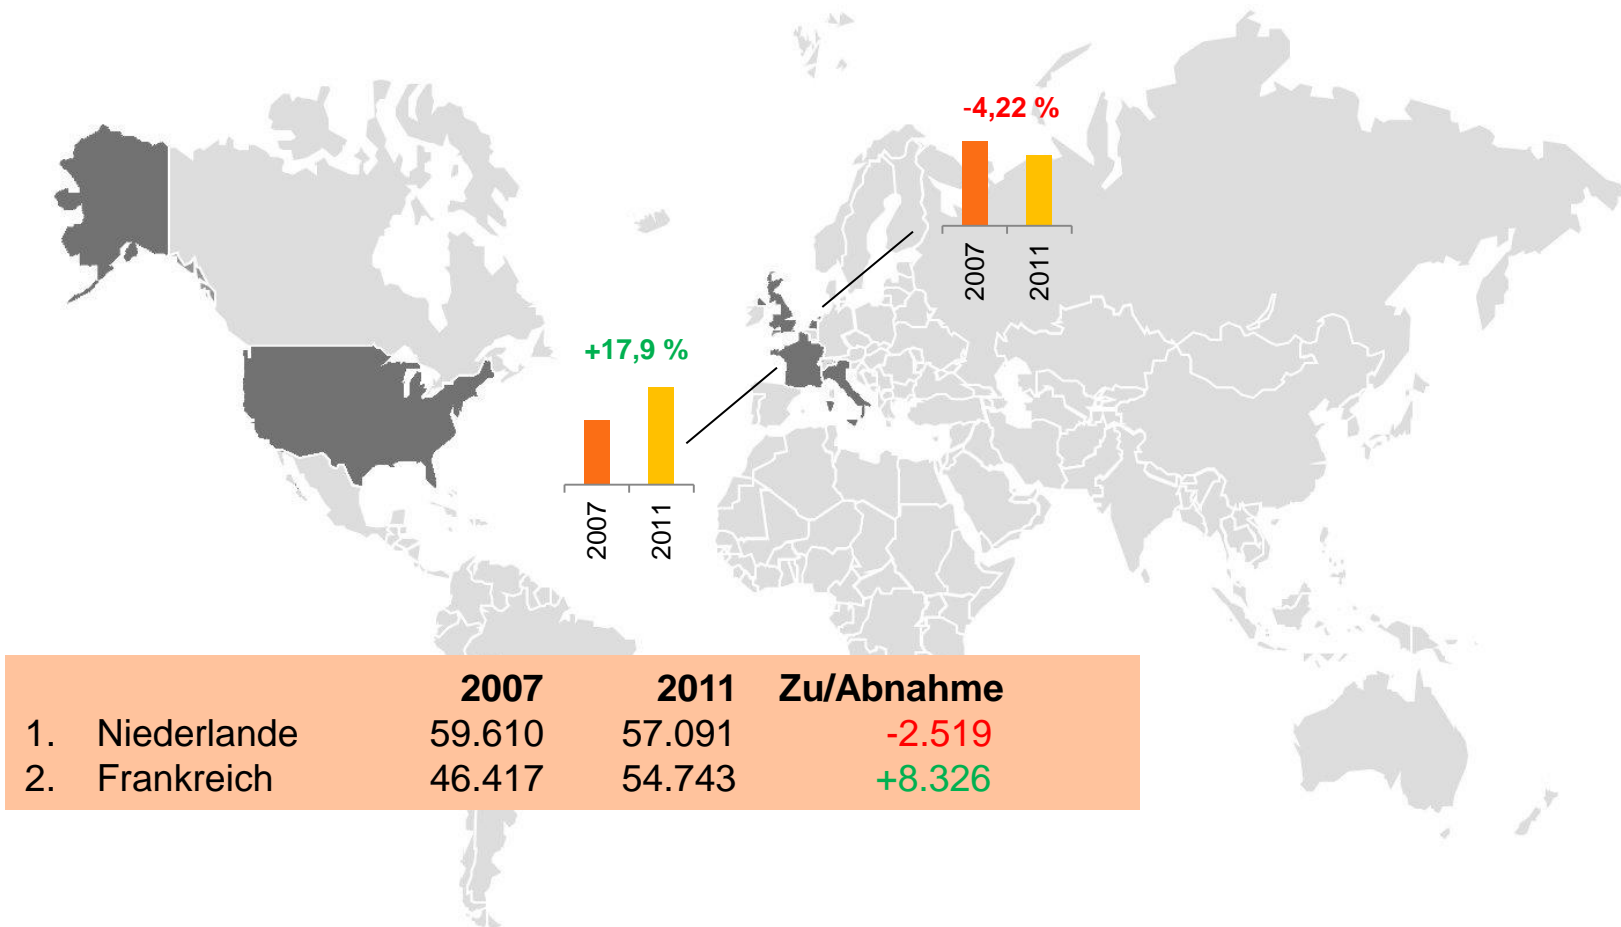 -4,22 %
2007 2011
+17,9 %
2007 2011
2007 2011 Zu/Abnahme
1. Niederlande 59.610 57.091 -2.519
2. Frankreich 46.417 54.743 +8.326